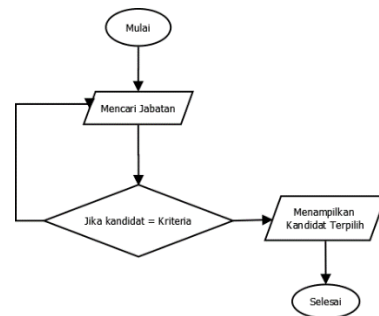 Mulai
Mencari Jabatan
Jika kandidat = Kriteria
Menampilkan
Kandidat Terpilih
Selesai